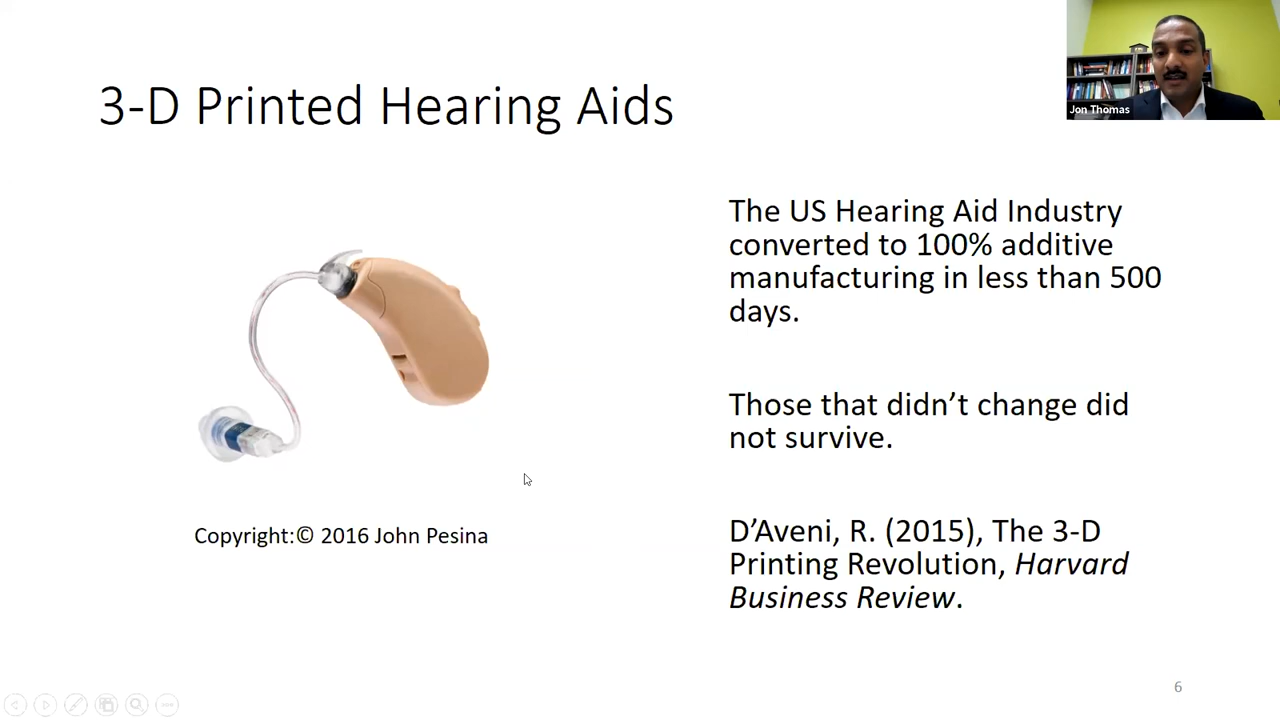 3-D Printed Hearing Aids
Jon Thomas
The US Hearing Aid Industry
converted to 100% additive
manufacturing in less than 500
days.
Those that didn’t change did
not survive.
D’Aveni, R. (2015), The 3-D
Printing Revolution, Harvard
Business Review.
Copyright:© 2016 John Pesina
6